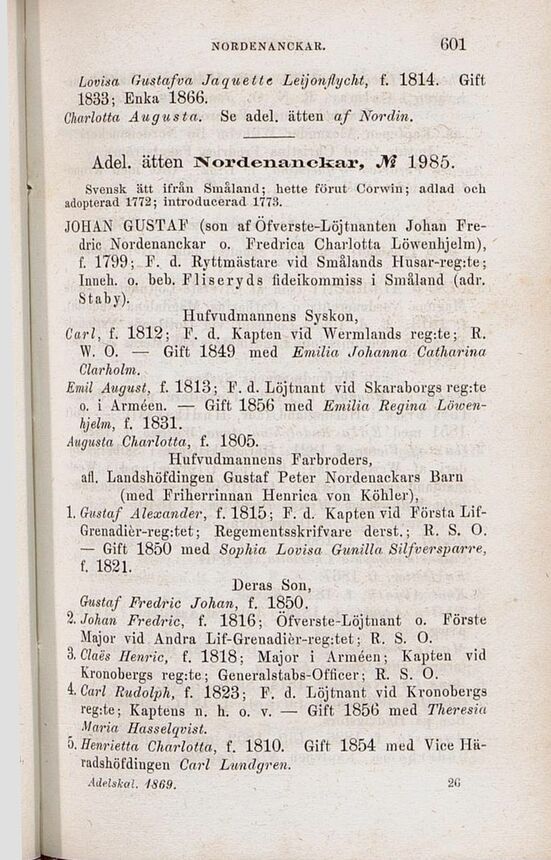 NORDENANCKAR. 601
Lovisa Gustafva Jaquette Leijonflycht, f. 1814. Gift
1833; Enka 1866.
Charlotta Augusta. Se adel. ätten af Nordin.
Adel. ätten Nordenanckar, № 1985.
Svensk ätt ifrån Småland; hette förut Corwin; adlad och
adopterad 1772; introducerad 1773.
JOHAN GUSTAF (son af Öfverste-Löjtnanten Johan Fre-
dric Nordenanckar o. Fredrica Charlotta Löwenhjelm),
f. 1799; F. d. Ryttmästare vid Smålands Husar-reg:te;
Inneh. o. beb. Fliseryds fideikommiss i Småland (adr.
Staby).
Hufvudmannens Syskon,
Carl, f. 1812; F. d. Kapten vid Wermlands reg:te; R.
W. O. — Gift 1849 med Emilia Johanna Catharina
Clarholm.
Emil August, f. 1813; F. d. Löjtnant vid Skaraborgs reg:te
o. i Arméen. — Gift 1856 med Emilia Regina Löwen-
hjelm, f. 1831.
Augusta Charlotta, f. 1805.
Hufvudmannens Farbroders,
afl. Landshöfdingen Gustaf Peter Nordenackars Barn
(med Friherrinnan Henrica von Köhler),
1. Gustaf Alexander, f. 1815; F. d. Kapten vid Första Lif-
Grenadièr-reg:tet; Regementsskrifvare derst.; R. S. O.
— Gift 1850 med Sophia Lovisa Gunilla Silfversparre,
f. 1821.
Deras Son,
Gustaf Fredric Johan, f. 1850.
2. Johan Fredric, f. 1816; Öfverste-Löjtnant o. Förste
Major vid Andra Lif-Grenadièr-reg:tet; R. S. O.
3. Claës Henric, f. 1818; Major i Arméen; Kapten vid
Kronobergs reg:te; Generalstabs-Officer; R. S. O.
4. Carl Rudolph, f. 1823; F. d. Löjtnant vid Kronobergs
reg:te; Kaptens n. h. o. v. — Gift 1856 med Theresia
Maria Hasselqvist.
5. Henrietta Charlotta, f. 1810. Gift 1854 med Vice Hä-
radshöfdingen Carl Lundgren.
Adelskal. 1869. 26